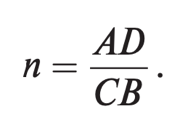 n = AD / CB.